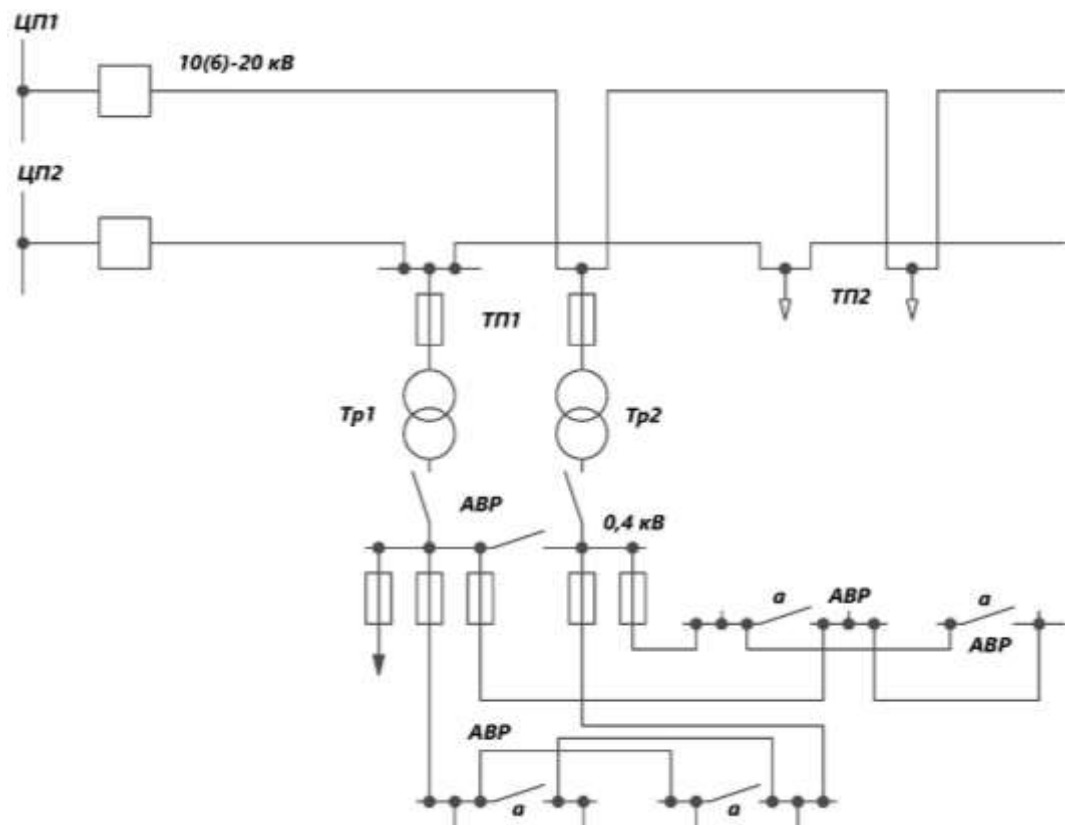 ЦП1
10(6)-20 кВ
ЦП2
ТП2
ТП1
Тр1
Тр2
АВР
0,4 кВ
а
АВР
а
АВР
АВР
а
а